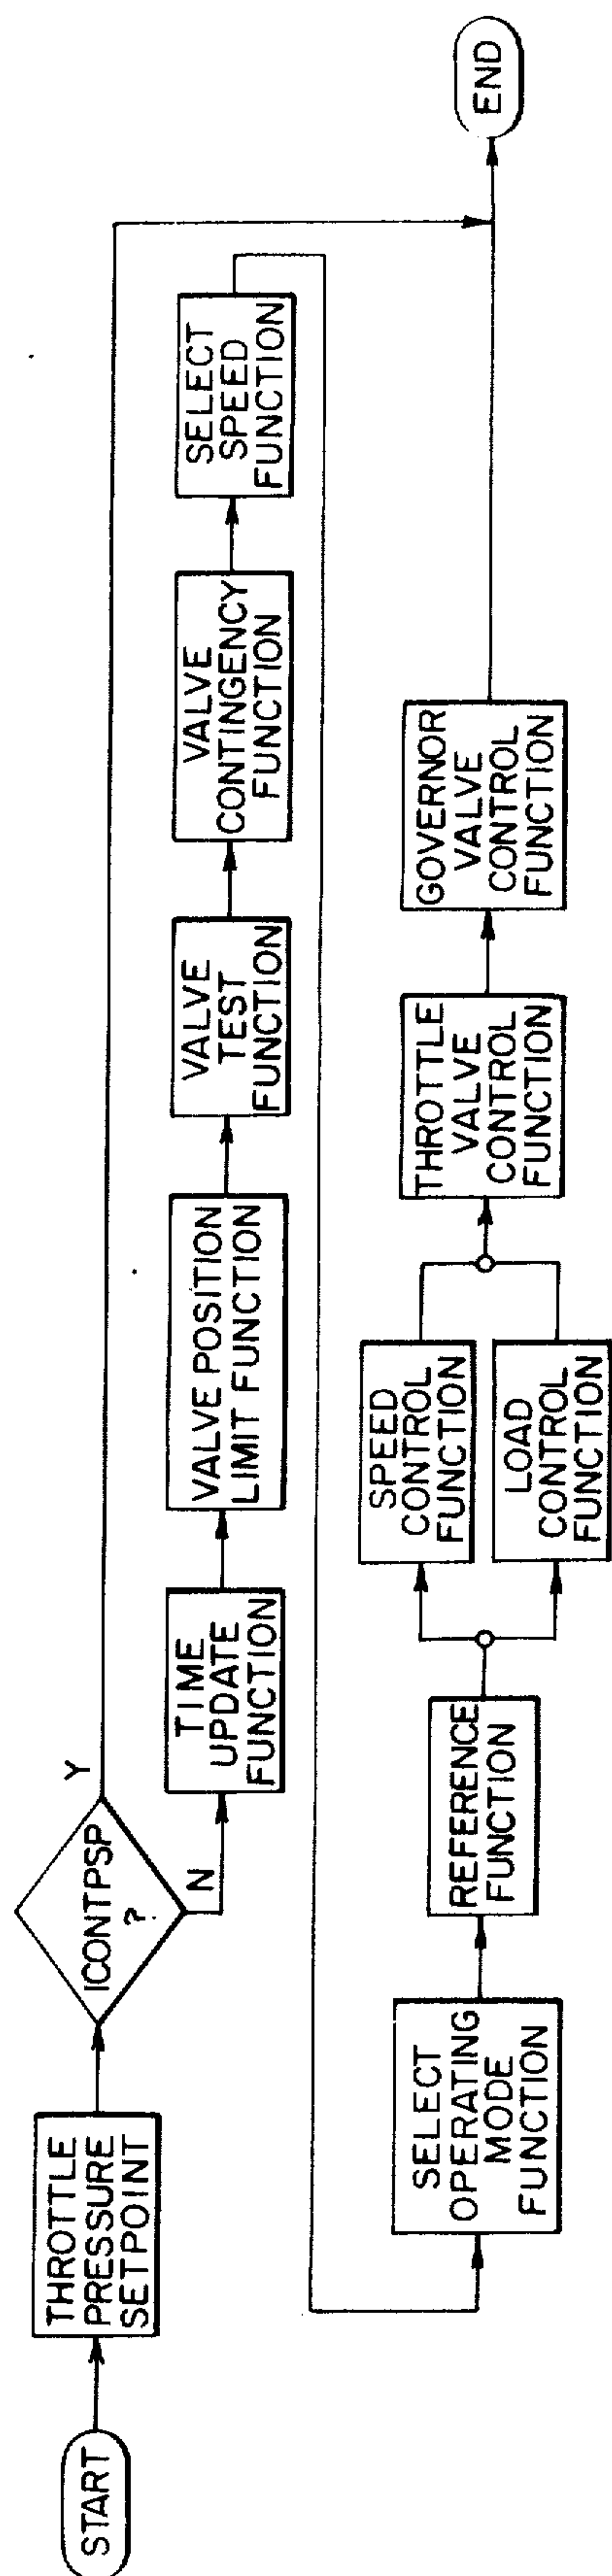 START
THROTTLE
PRESSURE
SETPOINT
ICONTPSP
?
Y
N
TIME
UPDATE
FUNCTION
VALVE POSITION
LIMIT FUNCTION
VALVE
TEST
FUNCTION
VALVE
CONTINGENCY
FUNCTION
SELECT
SPEED
FUNCTION
SELECT
OPERATING
MODE
FUNCTION
REFERENCE
FUNCTION
SPEED
CONTROL
FUNCTION
LOAD
CONTROL
FUNCTION
THROTTLE
VALVE
CONTROL
FUNCTION
GOVERNOR
VALVE
CONTROL
FUNCTION
END